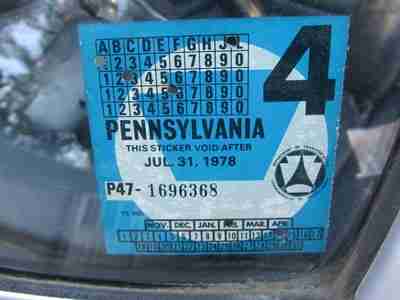 ABCDEFGHJL
1234567890
1234567890
1234567890
1234567890
4
PENNSYLVANIA
THIS STICKER VOID AFTER
JUL. 31, 1978
P47-1696368
NOV. DEC. JAN. FEB. MAR. APR.